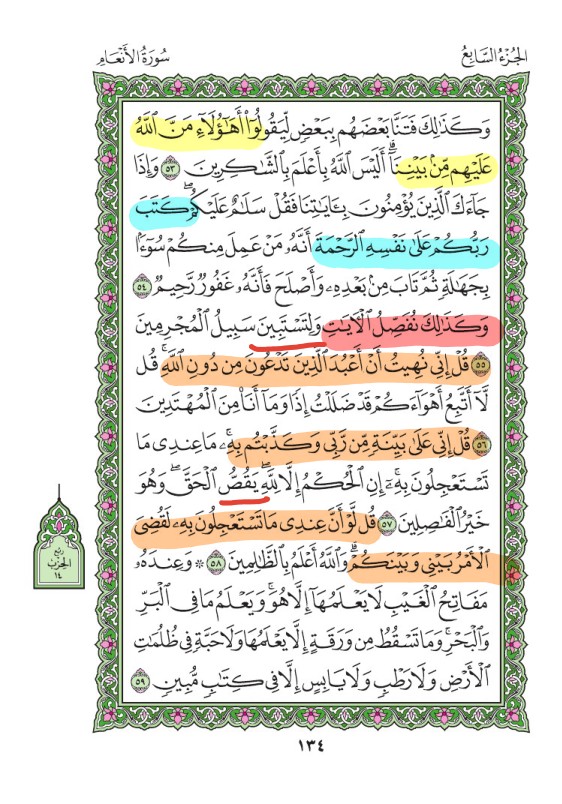 الجُزْءُ السَّابِعُ
سُورَةُ الأَنْعَامِ
وَكَذَٰلِكَ فَتَنَّا بَعْضَهُم بِبَعْضٍ لِّيَقُولُوٓا۟ أَهَٰٓؤُلَآءِ مَنَّ ٱللَّهُ
عَلَيْهِم مِّنۢ بَيْنِنَآ ۗ أَلَيْسَ ٱللَّهُ بِأَعْلَمَ بِٱلشَّٰكِرِينَ ٥٣ وَإِذَا
جَآءَكَ ٱلَّذِينَ يُؤْمِنُونَ بِـَٔايَٰتِنَا فَقُلْ سَلَٰمٌ عَلَيْكُمْ ۖ كَتَبَ
رَبُّكُمْ عَلَىٰ نَفْسِهِ ٱلرَّحْمَةَ ۖ أَنَّهُۥ مَنْ عَمِلَ مِنكُمْ سُوٓءًۢا
بِجَهَٰلَةٍ ثُمَّ تَابَ مِنۢ بَعْدِهِۦ وَأَصْلَحَ فَأَنَّهُۥ غَفُورٌ رَّحِيمٌ ٥٤
وَكَذَٰلِكَ نُفَصِّلُ ٱلْـَٔايَٰتِ وَلِتَسْتَبِينَ سَبِيلُ ٱلْمُجْرِمِينَ
٥٥ قُلْ إِنِّى نُهِيتُ أَنْ أَعْبُدَ ٱلَّذِينَ تَدْعُونَ مِن دُونِ ٱللَّهِ ۚ قُل
لَّآ أَتَّبِعُ أَهْوَآءَكُمْ ۙ قَدْ ضَلَلْتُ إِذًا وَمَآ أَنَا۠ مِنَ ٱلْمُهْتَدِينَ
٥٦ قُلْ إِنِّى عَلَىٰ بَيِّنَةٍ مِّن رَّبِّى وَكَذَّبْتُم بِهِۦ ۚ مَا عِندِى مَا
تَسْتَعْجِلُونَ بِهِۦٓ ۚ إِنِ ٱلْحُكْمُ إِلَّا لِلَّهِ ۖ يَقُصُّ ٱلْحَقَّ ۖ وَهُوَ
خَيْرُ ٱلْفَٰصِلِينَ ٥٧ قُل لَّوْ أَنَّ عِندِى مَا تَسْتَعْجِلُونَ بِهِۦ لَقُضِىَ
ٱلْأَمْرُ بَيْنِى وَبَيْنَكُمْ ۗ وَٱللَّهُ أَعْلَمُ بِٱلظَّٰلِمِينَ ٥٨ ۞ وَعِندَهُۥ
مَفَاتِحُ ٱلْغَيْبِ لَا يَعْلَمُهَآ إِلَّا هُوَ ۚ وَيَعْلَمُ مَا فِى ٱلْبَرِّ
وَٱلْبَحْرِ ۚ وَمَا تَسْقُطُ مِن وَرَقَةٍ إِلَّا يَعْلَمُهَا وَلَا حَبَّةٍ فِى ظُلُمَٰتِ
ٱلْأَرْضِ وَلَا رَطْبٍ وَلَا يَابِسٍ إِلَّا فِى كِتَٰبٍ مُّبِينٍ ٥٩
ربع
الحزب
١٤
١٣٤